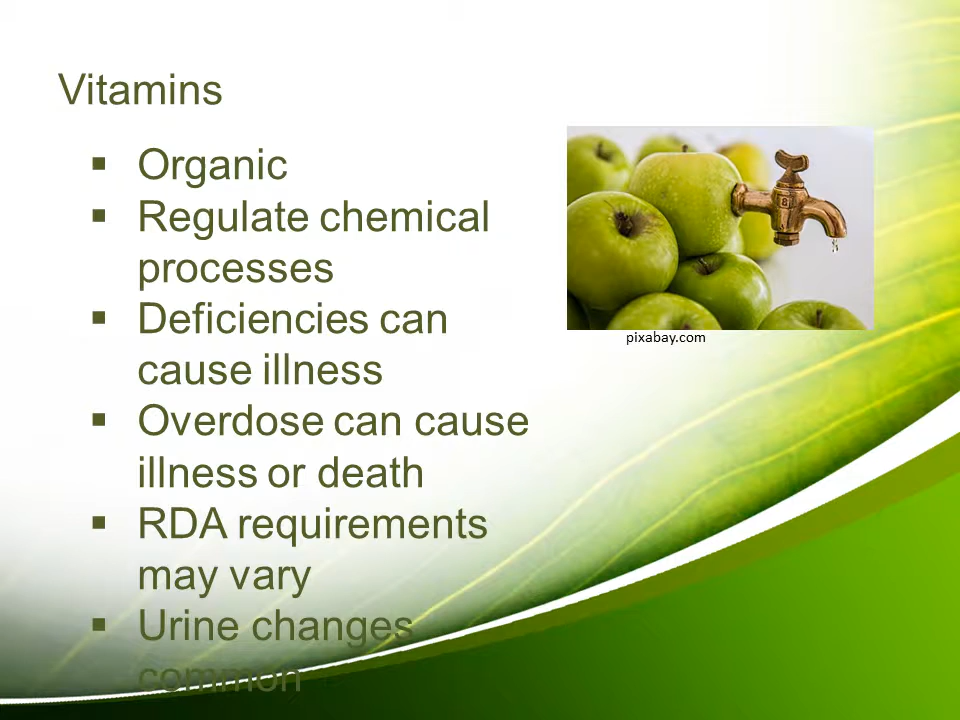 Vitamins
▪ Organic
▪ Regulate chemical
processes
▪ Deficiencies can
cause illness
▪ Overdose can cause
illness or death
▪ RDA requirements
may vary
▪ Urine changes
common
pixabay.com